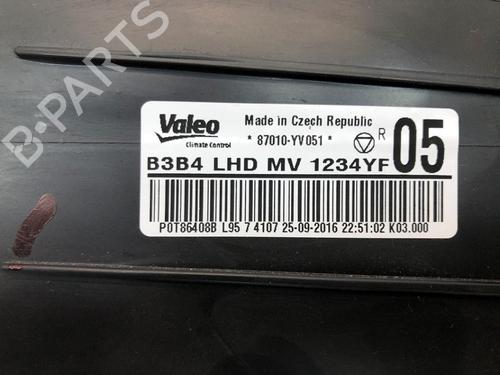 B-PARTS
Valeo
Climate Control
Made in Czech Republic
* 87010-YV051 *
R
05
B3B4 LHD MV 1234YF
P0T86408B L95 7 4107 25-09-2016 22:51:02 K03.000